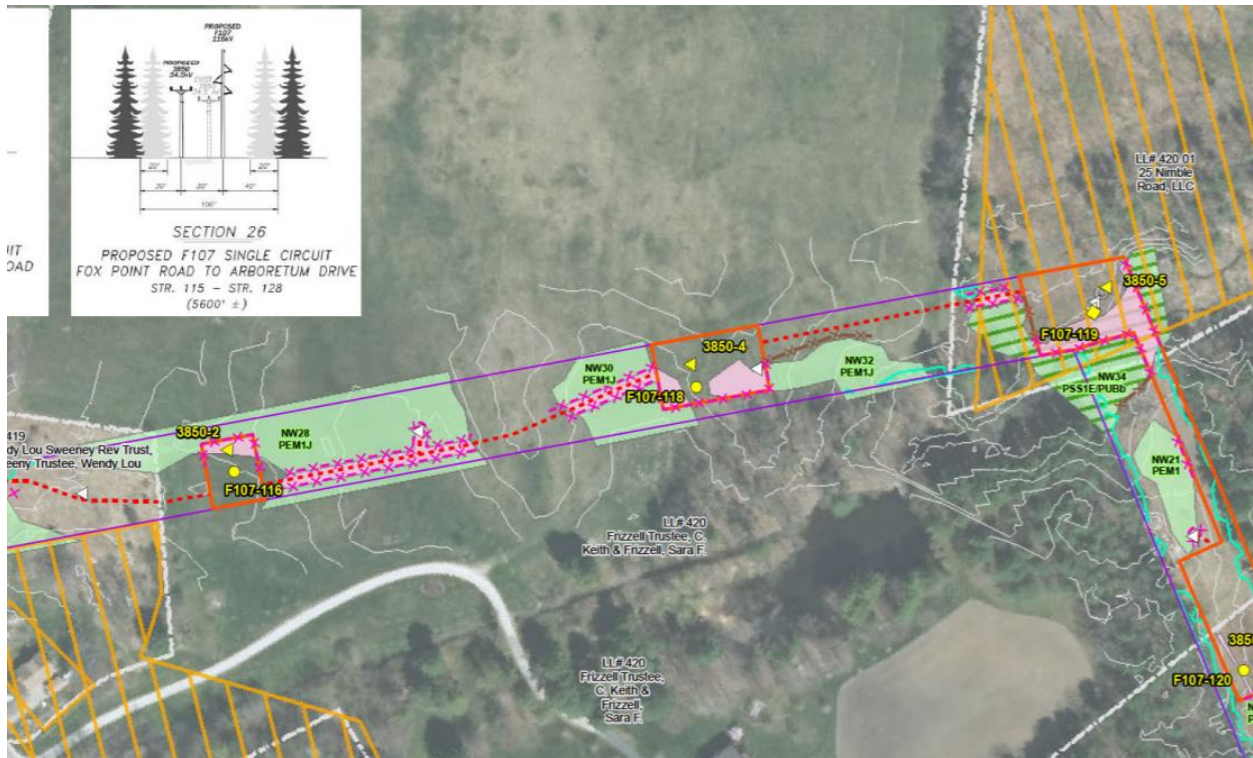 PROPOSED
F107
115kV
PROPOSED
3850
34.5kV
20'
20'
30'
30'
40'
100'
SECTION 26
PROPOSED F107 SINGLE CIRCUIT
FOX POINT ROAD TO ARBORETUM DRIVE
STR. 115 – STR. 128
(5600' ±)
OAD
LL# 420.01
25 Nimble
Road, LLC
3850-5
F107-119
3850-4
NW30
PEM1J
NW32
PEM1J
F107-118
NW34
PSS1E/PUBb
3850-2
NW28
PEM1J
419
dy Lou Sweeney Rev Trust,
eeny Trustee, Wendy Lou
F107-116
NW21
PEM1
LL# 420
Frizzell Trustee, C.
Keith & Frizzell, Sara F.
LL# 420
Frizzell Trustee,
C. Keith &
Frizzell,
Sara F.
385
F107-120